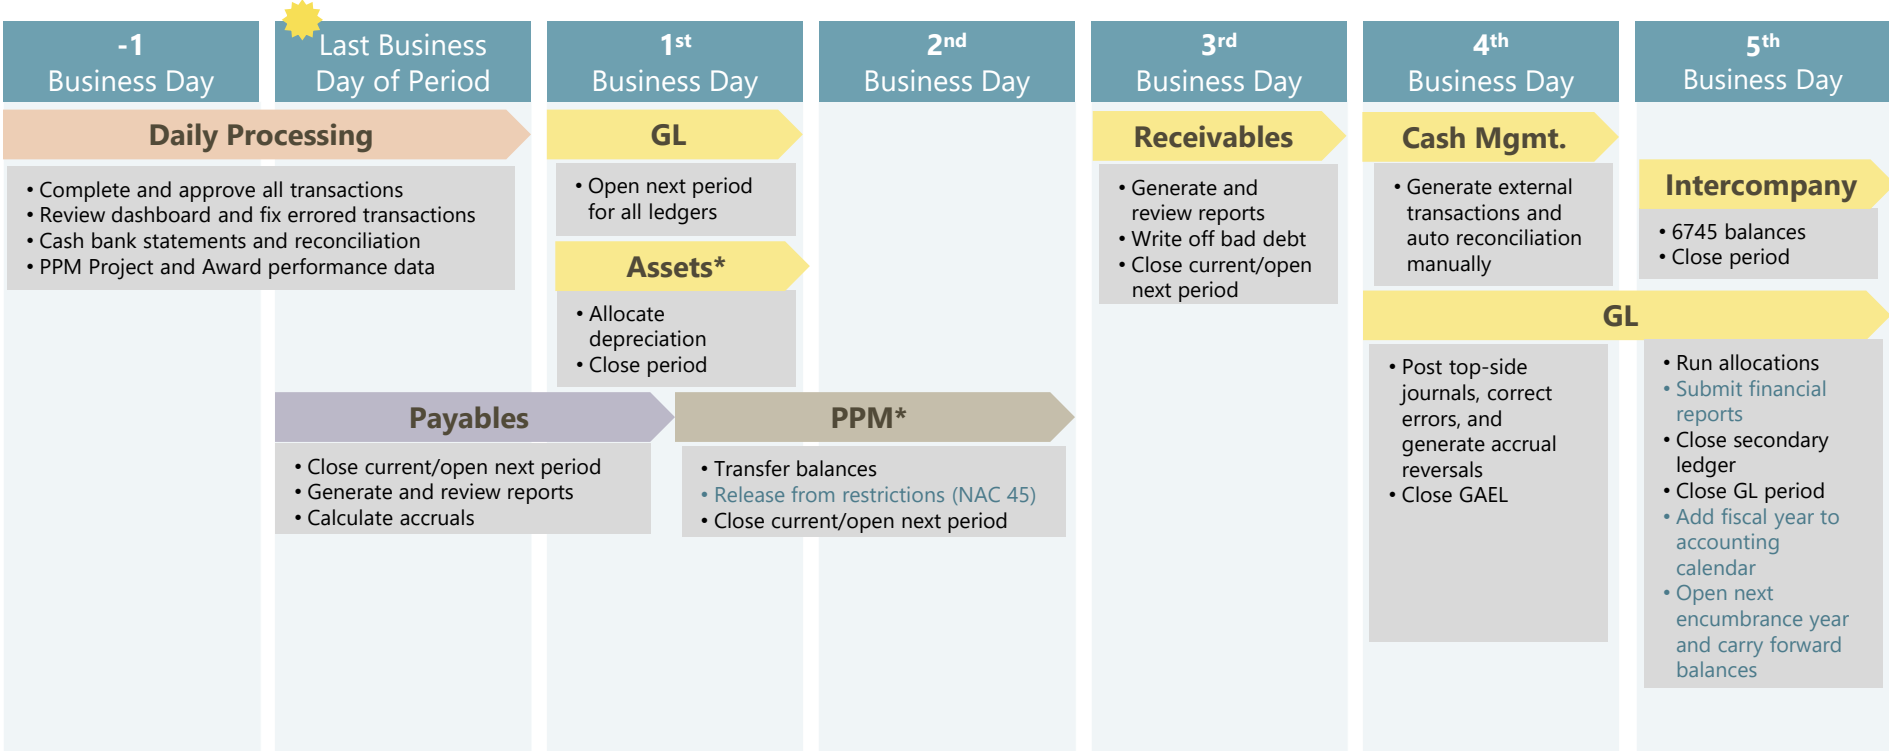 -1
Business Day
Last Business
Day of Period
1st
Business Day
2nd
Business Day
3rd
Business Day
4th
Business Day
5th
Business Day
Daily Processing
• Complete and approve all transactions
• Review dashboard and fix errored transactions
• Cash bank statements and reconciliation
• PPM Project and Award performance data
GL
• Open next period
for all ledgers
Assets*
• Allocate
depreciation
• Close period
Payables
• Close current/open next period
• Generate and review reports
• Calculate accruals
PPM*
• Transfer balances
• Release from restrictions (NAC 45)
• Close current/open next period
Receivables
• Generate and
review reports
• Write off bad debt
• Close current/open
next period
Cash Mgmt.
• Generate external
transactions and
auto reconciliation
manually
Intercompany
• 6745 balances
• Close period
GL
• Post top-side
journals, correct
errors, and
generate accrual
reversals
• Close GAEL
• Run allocations
• Submit financial
reports
• Close secondary
ledger
• Close GL period
• Add fiscal year to
accounting
calendar
• Open next
encumbrance year
and carry forward
balances